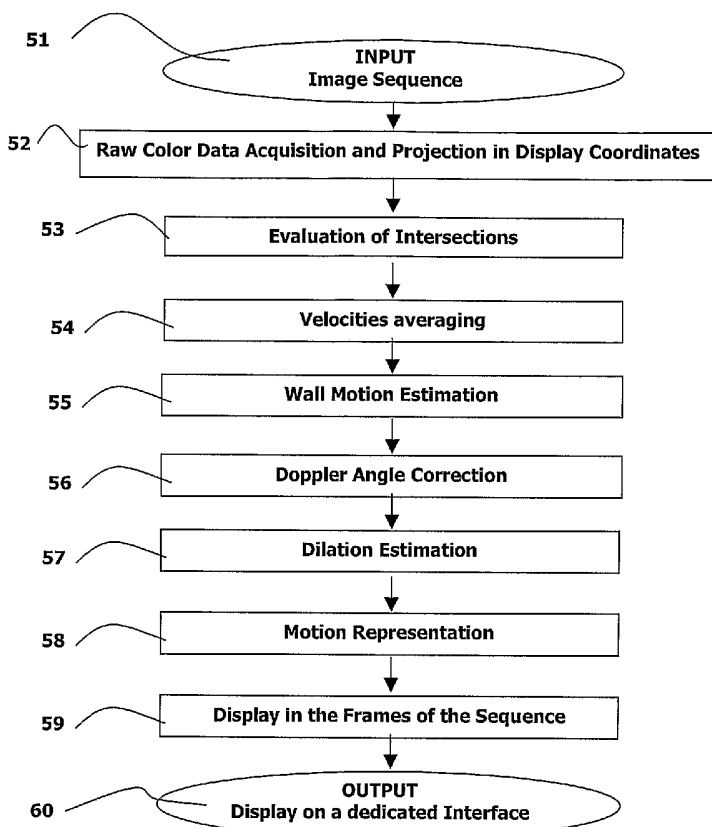 51
INPUT
Image Sequence
52
Raw Color Data Acquisition and Projection in Display Coordinates
53
Evaluation of Intersections
54
Velocities averaging
55
Wall Motion Estimation
56
Doppler Angle Correction
57
Dilation Estimation
58
Motion Representation
59
Display in the Frames of the Sequence
60
OUTPUT
Display on a dedicated Interface